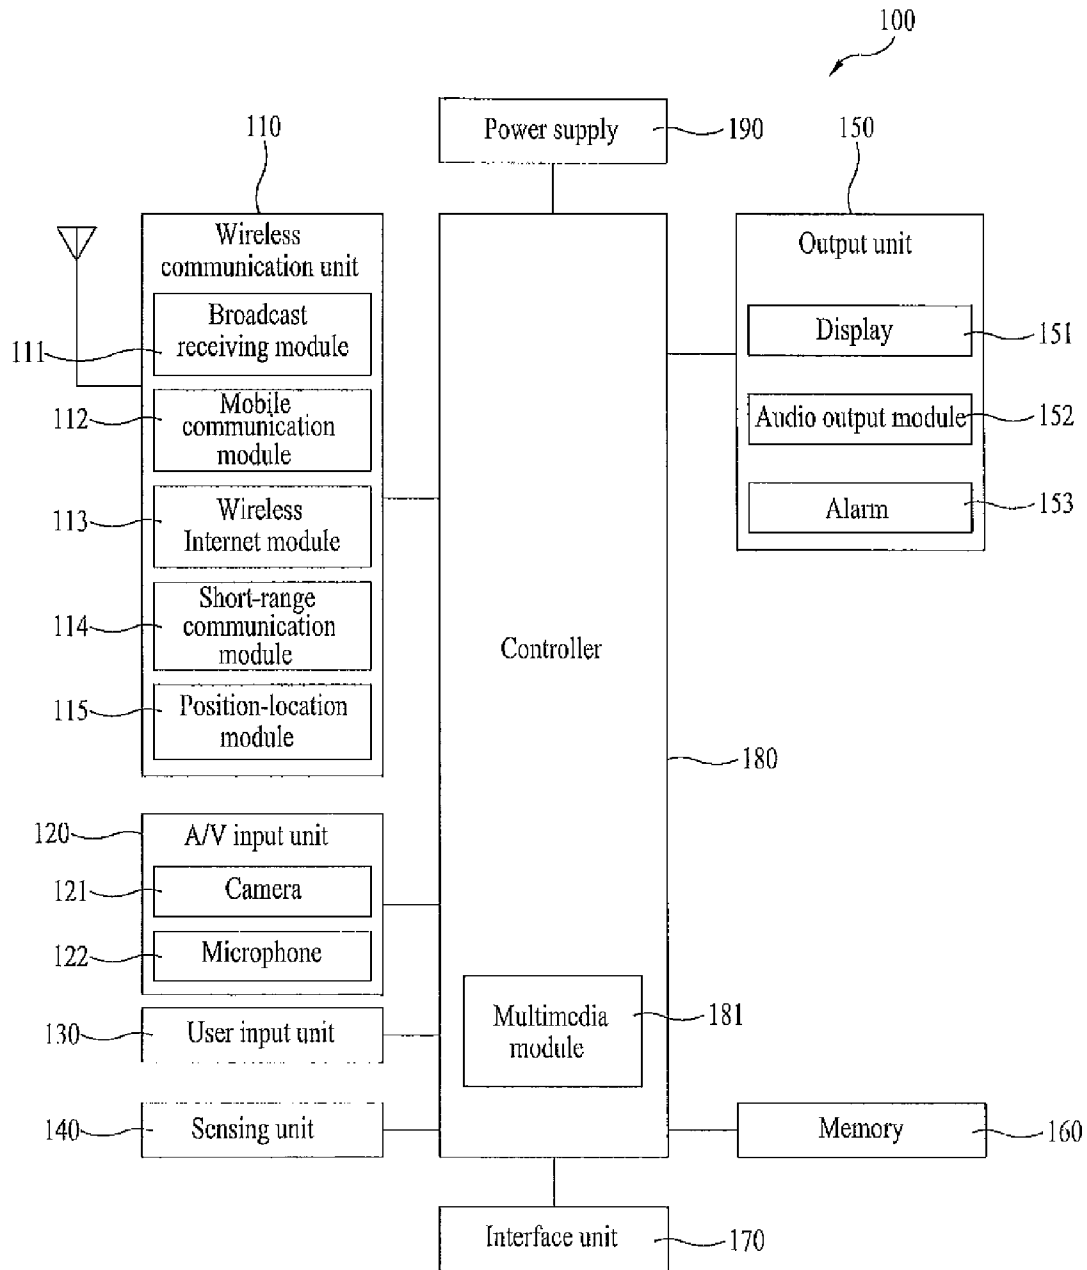 100
Power supply
190
110
150
Wireless
communication unit
Output unit
Broadcast
receiving module
111
Display
151
Mobile
communication
module
112
Audio output module
152
Wireless
Internet module
113
Alarm
153
Short-range
communication
module
114
Controller
Position-location
module
115
180
A/V input unit
120
Camera
121
Microphone
122
Multimedia
module
181
User input unit
130
Sensing unit
140
Memory
160
Interface unit
170